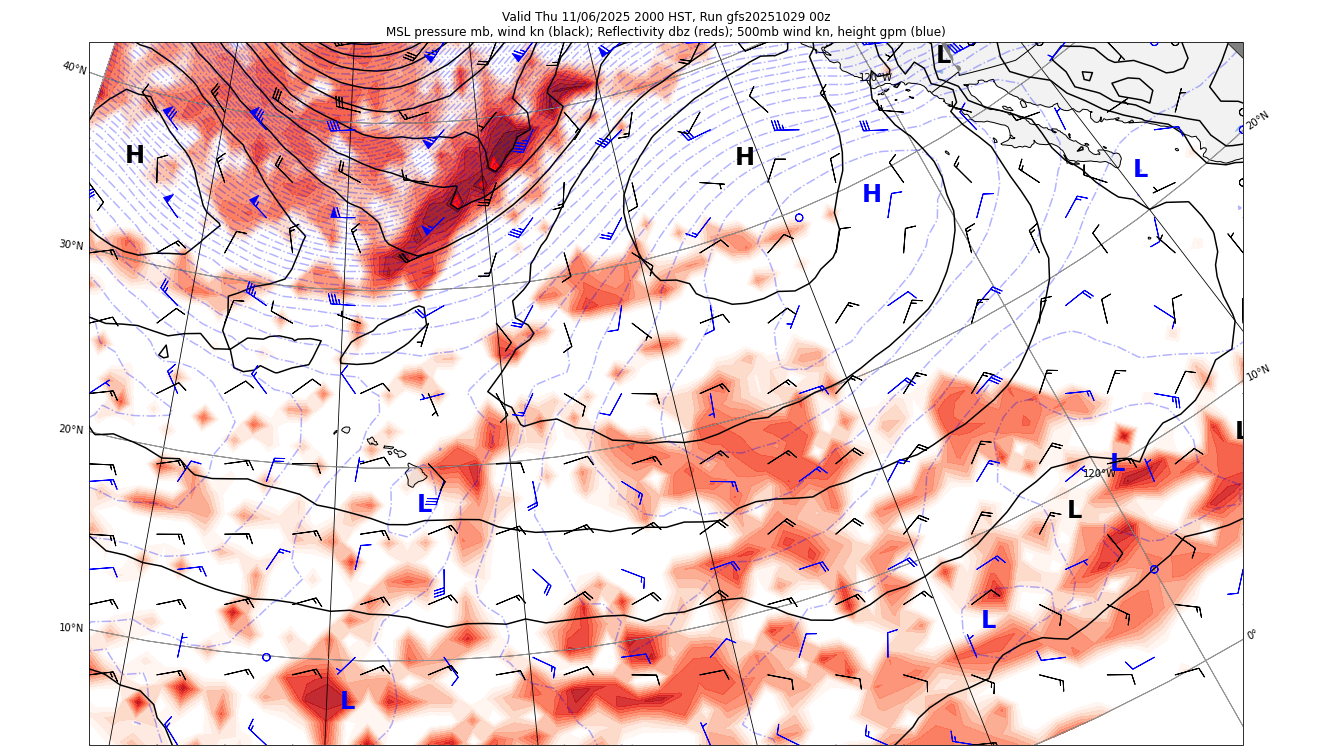 Valid Thu 11/06/2025 2000 HST, Run gfs20251029 00z
MSL pressure mb, wind kn (black); Reflectivity dbz (reds); 500mb wind kn, height gpm (blue)
L
40°N
120°W
20°N
H
H
L
H
30°N
10°N
20°N
L
L
120°W
L
L
10°N
L
0°
L